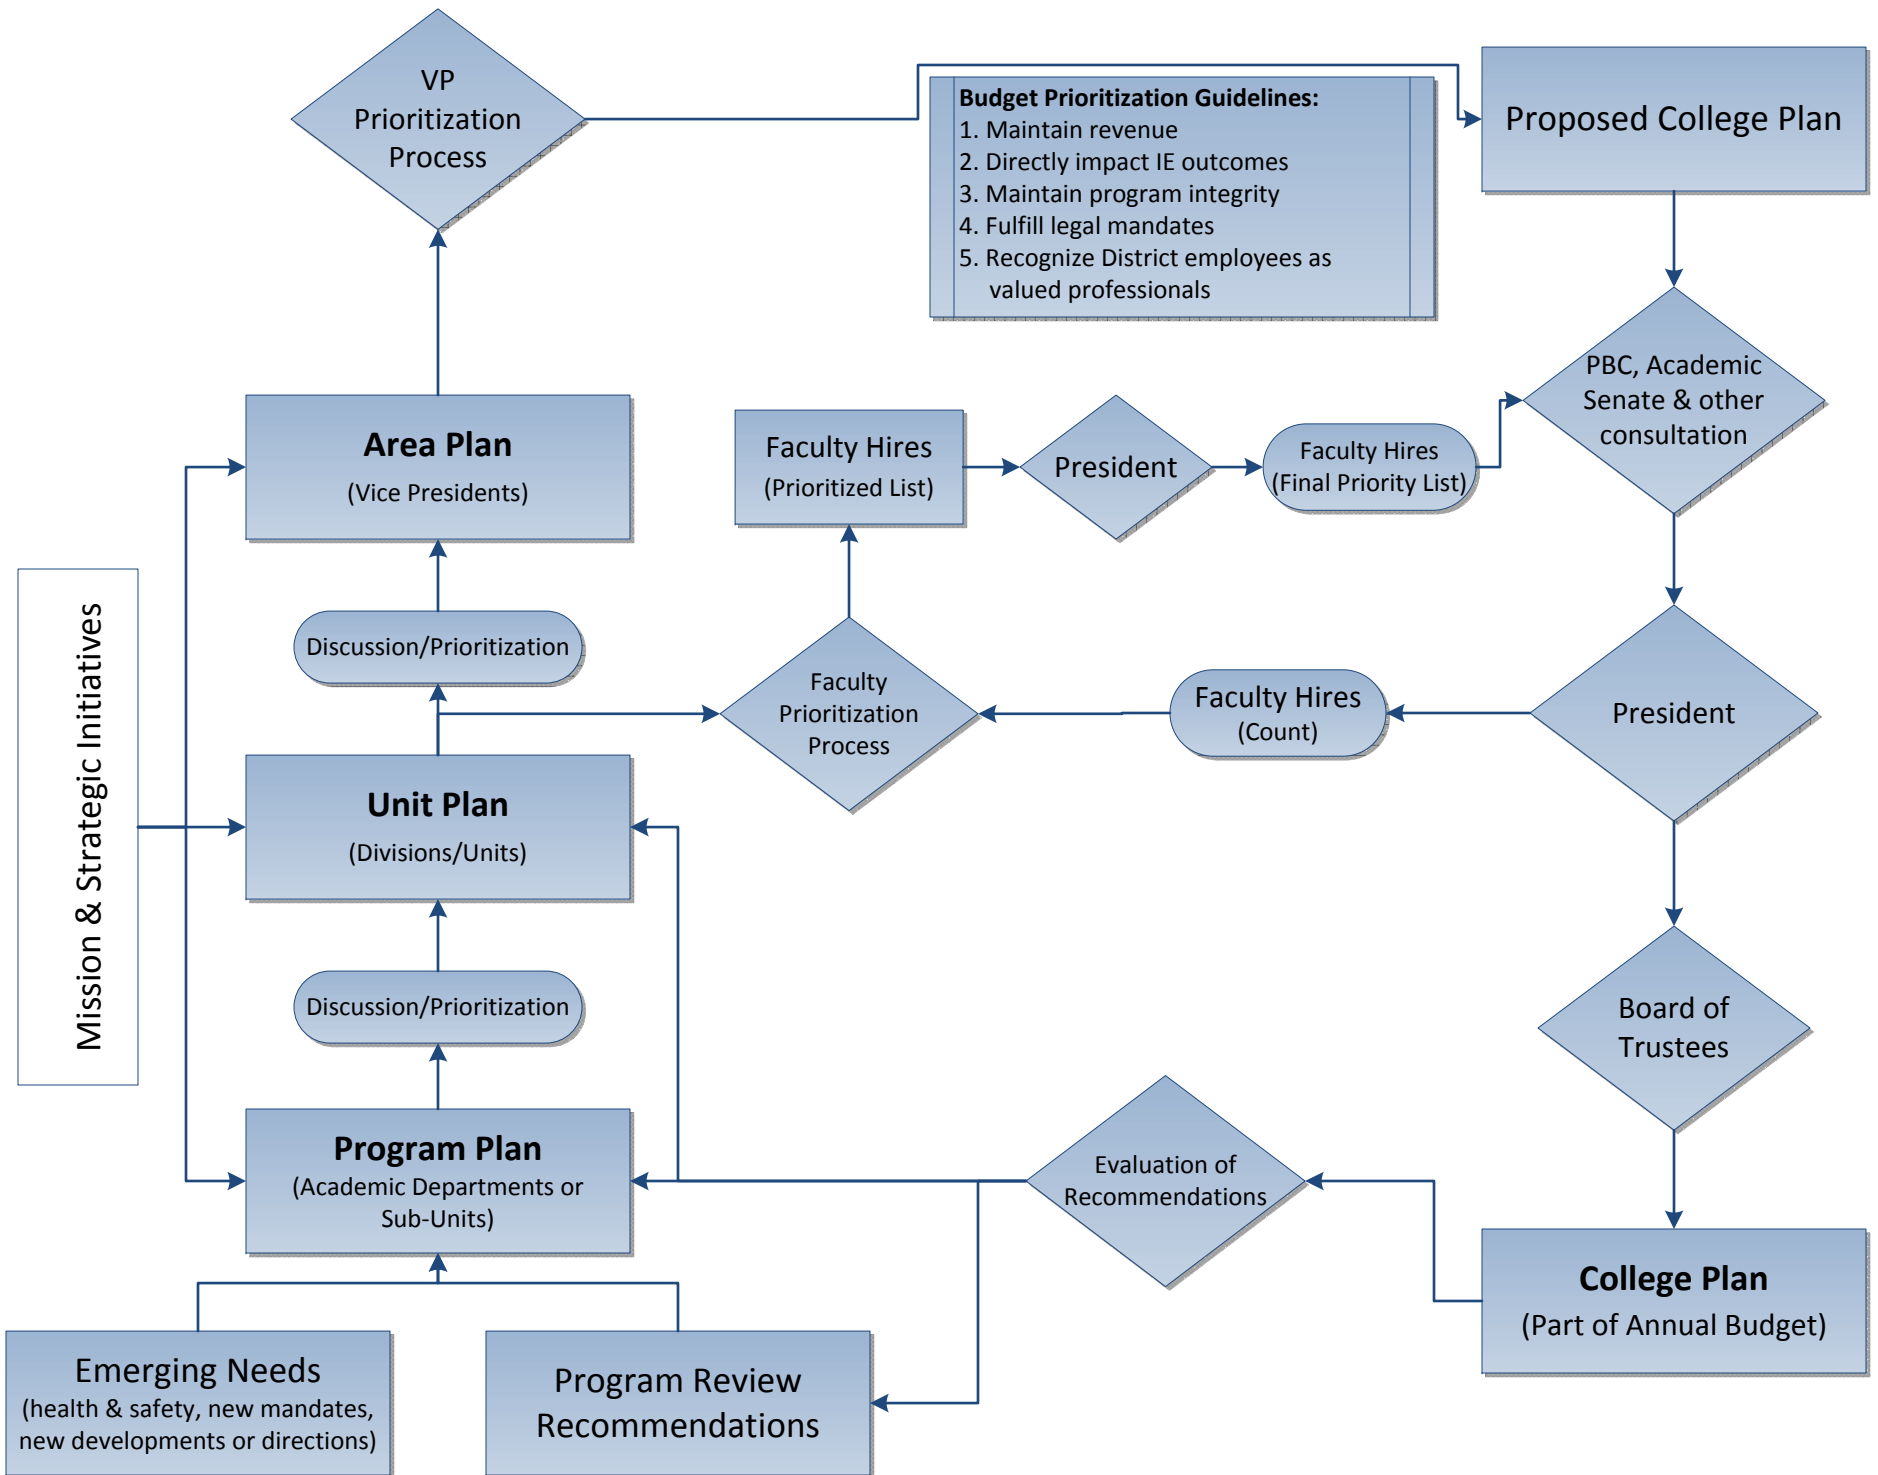 VP
Prioritization
Process
Budget Prioritization Guidelines:
1. Maintain revenue
2. Directly impact IE outcomes
3. Maintain program integrity
4. Fulfill legal mandates
5. Recognize District employees as
valued professionals
Proposed College Plan
PBC, Academic
Senate & other
consultation
Area Plan
(Vice Presidents)
Faculty Hires
(Prioritized List)
President
Faculty Hires
(Final Priority List)
Mission & Strategic Initiatives
Discussion/Prioritization
Faculty
Prioritization
Process
Faculty Hires
(Count)
President
Unit Plan
(Divisions/Units)
Discussion/Prioritization
Board of
Trustees
Program Plan
(Academic Departments or
Sub-Units)
Evaluation of
Recommendations
College Plan
(Part of Annual Budget)
Emerging Needs
(health & safety, new mandates,
new developments or directions)
Program Review
Recommendations